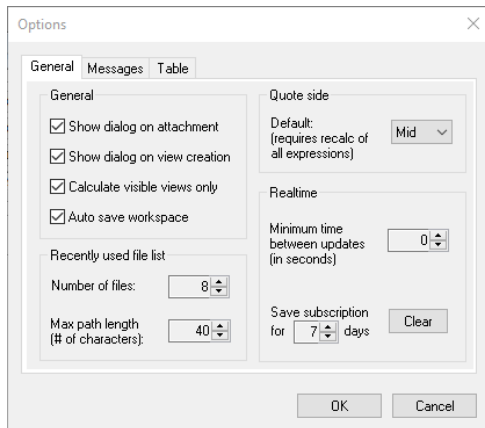 Options
General Messages Table
General
Show dialog on attachment
Show dialog on view creation
Calculate visible views only
Auto save workspace
Recently used file list
Number of files: 8
Max path length
(# of characters): 40
Quote side
Default:
(requires recalc of
all expressions)
Mid
Realtime
Minimum time
between updates
(in seconds)
0
Save subscription
for 7 days
Clear
OK Cancel